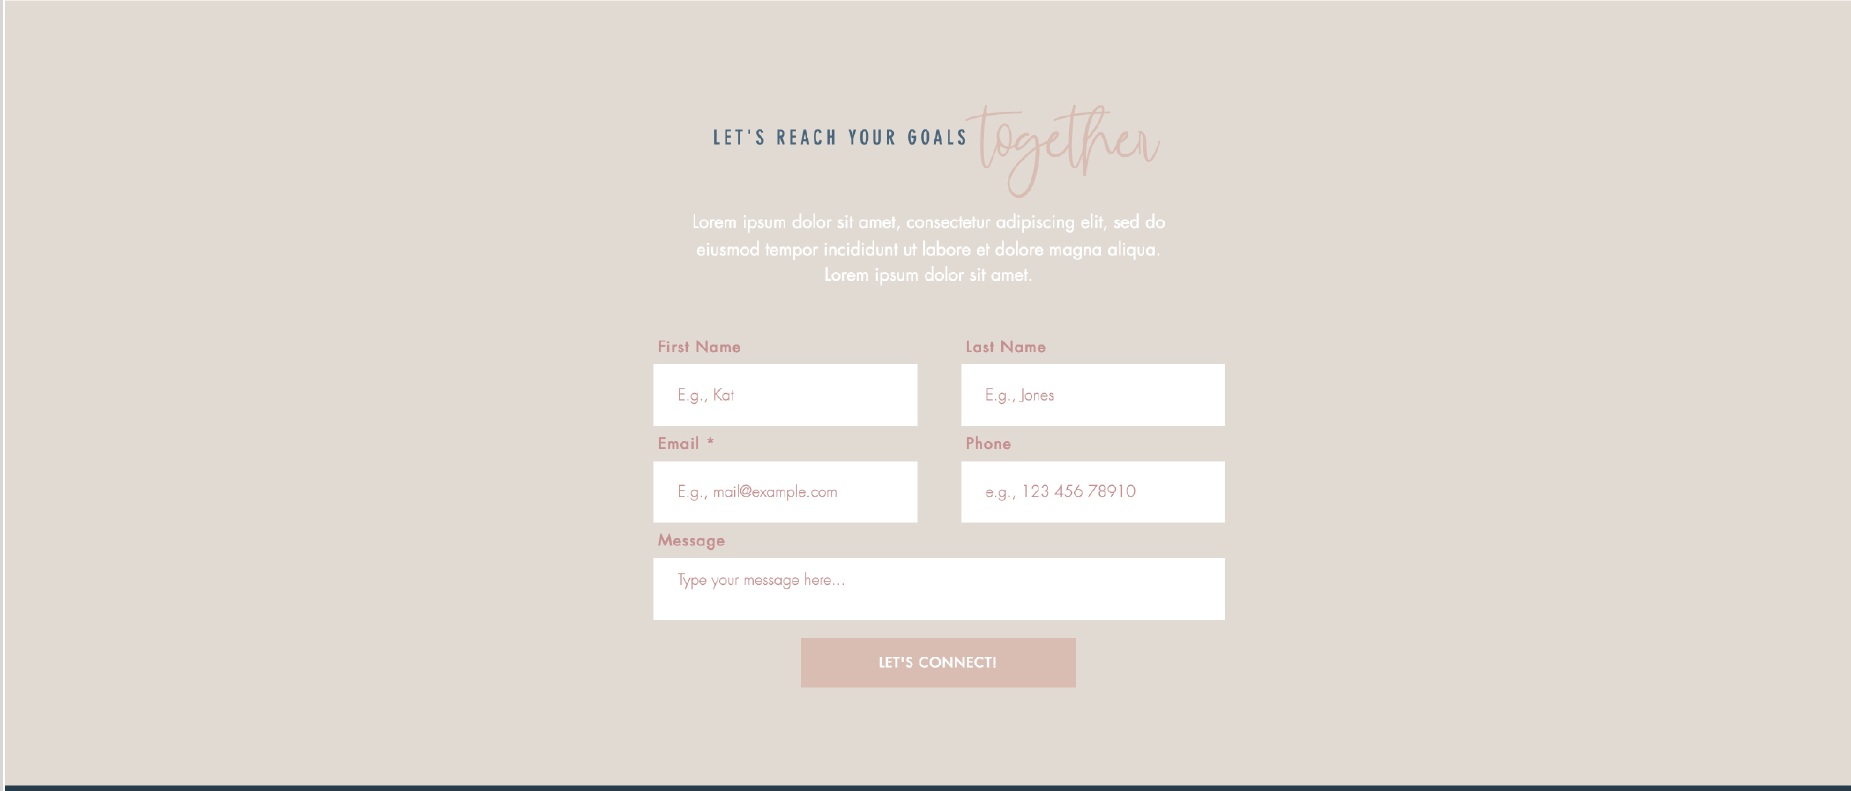 LET'S REACH YOUR GOALS together
Lorem ipsum dolor sit amet, consectetur adipiscing elit, sed do
eiusmod tempor incididunt ut labore et dolore magna aliqua.
Lorem ipsum dolor sit amet.
First Name
Last Name
E.g., Kat
E.g., Jones
Email *
Phone
E.g., mail@example.com
e.g., 123 456 78910
Message
Type your message here...
LET'S CONNECT!